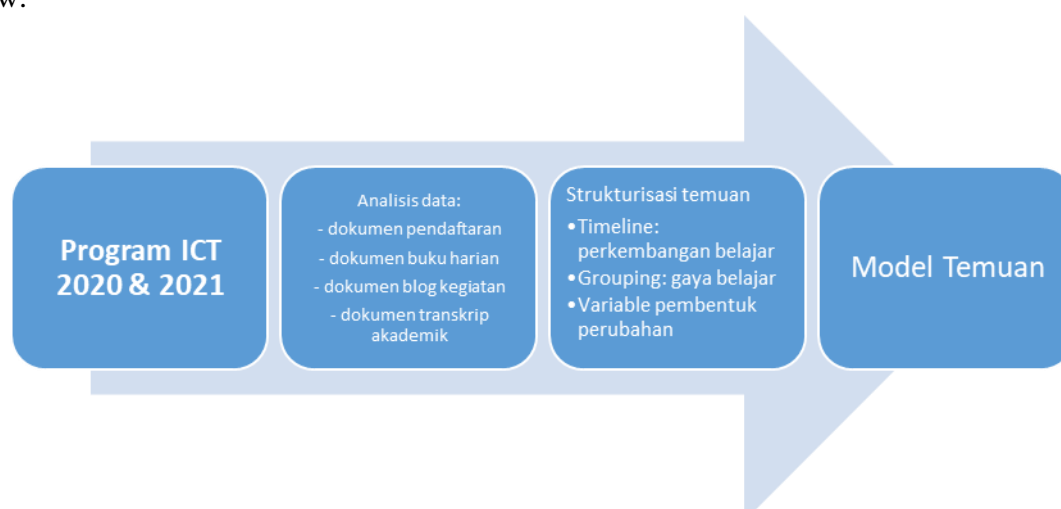 w.
Program ICT
2020 & 2021
Analisis data:
- dokumen pendaftaran
- dokumen buku harian
- dokumen blog kegiatan
- dokumen transkrip
akademik
Strukturisasi temuan
•Timeline:
perkembangan belajar
•Grouping: gaya belajar
•Variable pembentuk
perubahan
Model Temuan